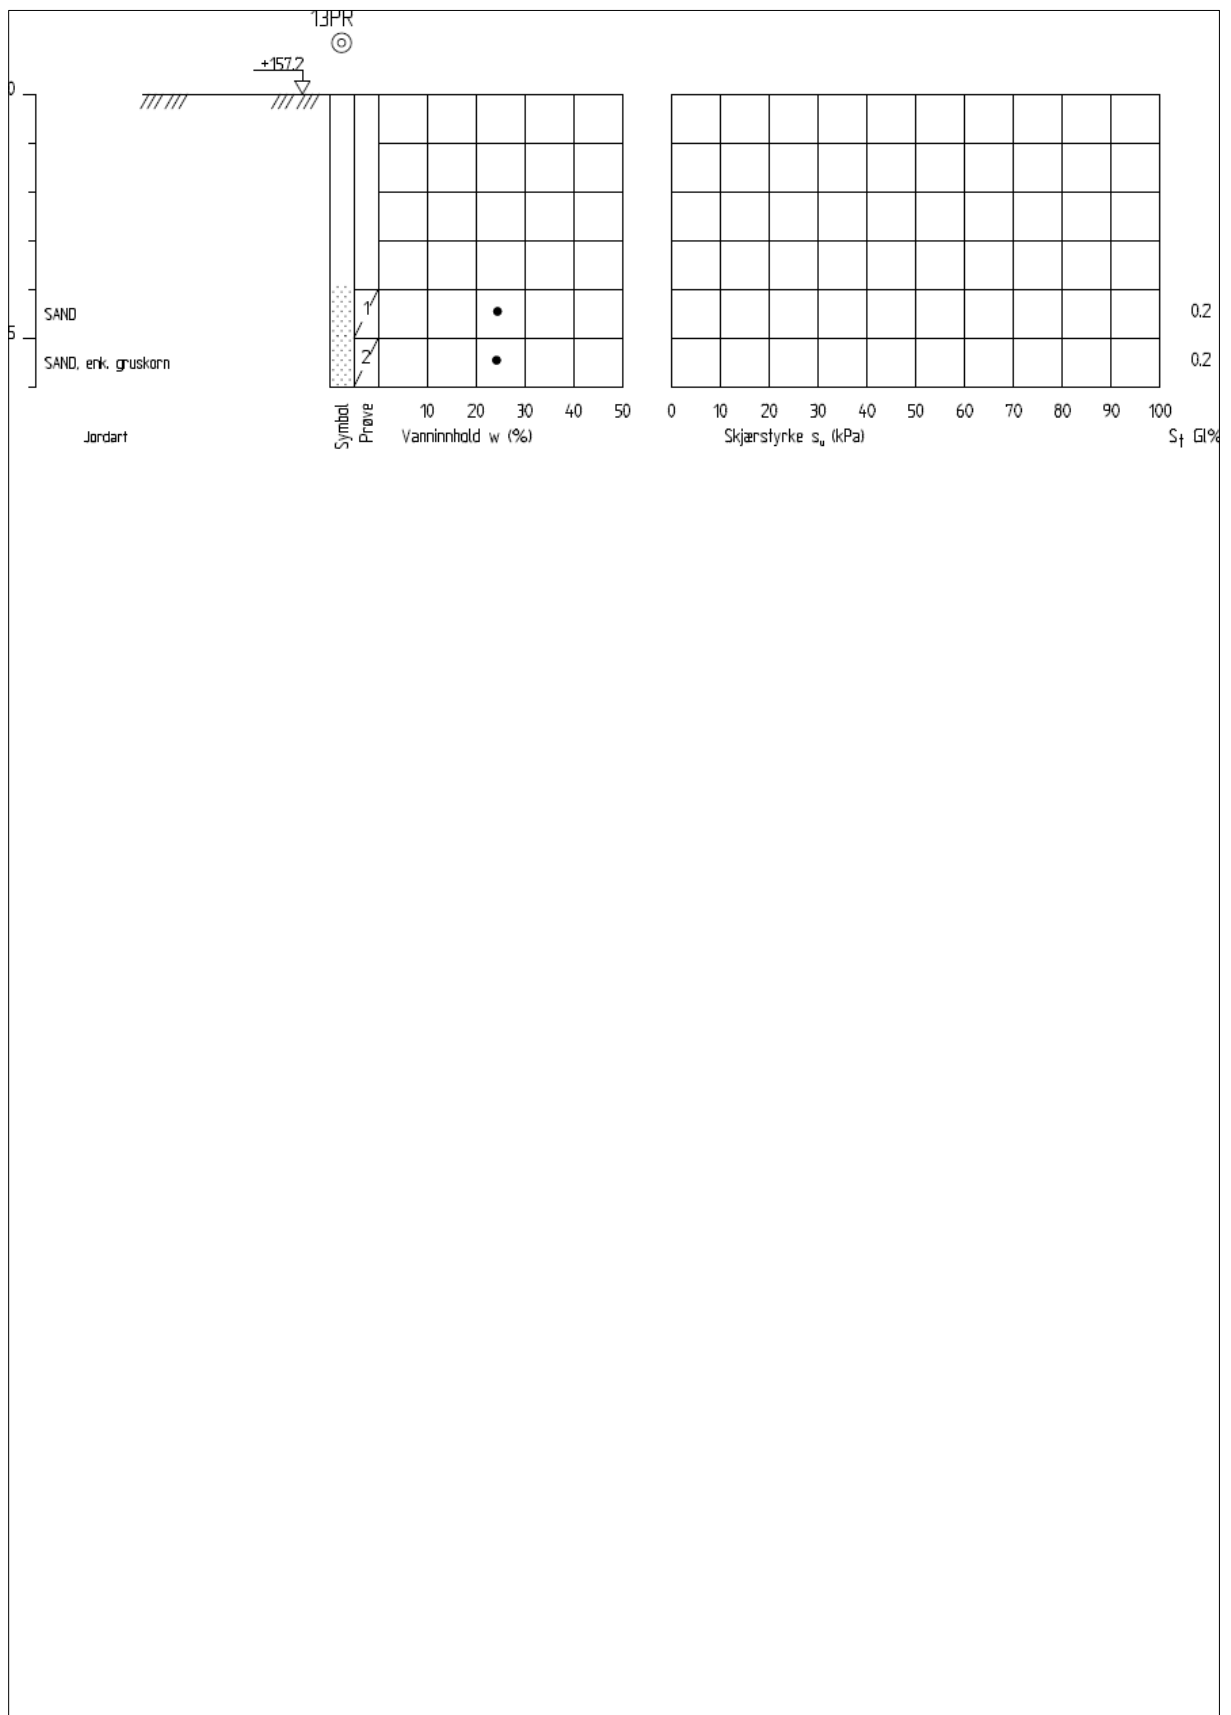 13PR
+157.2
0
1
SAND
0.2
5
2
SAND, enk. gruskorn
0.2
Symbol
Prøve
10 20 30 40 50
0 10 20 30 40 50 60 70 80 90 100
Jordart
Vanninnhold w (%)
Skjærstyrke su (kPa)
St Gl%